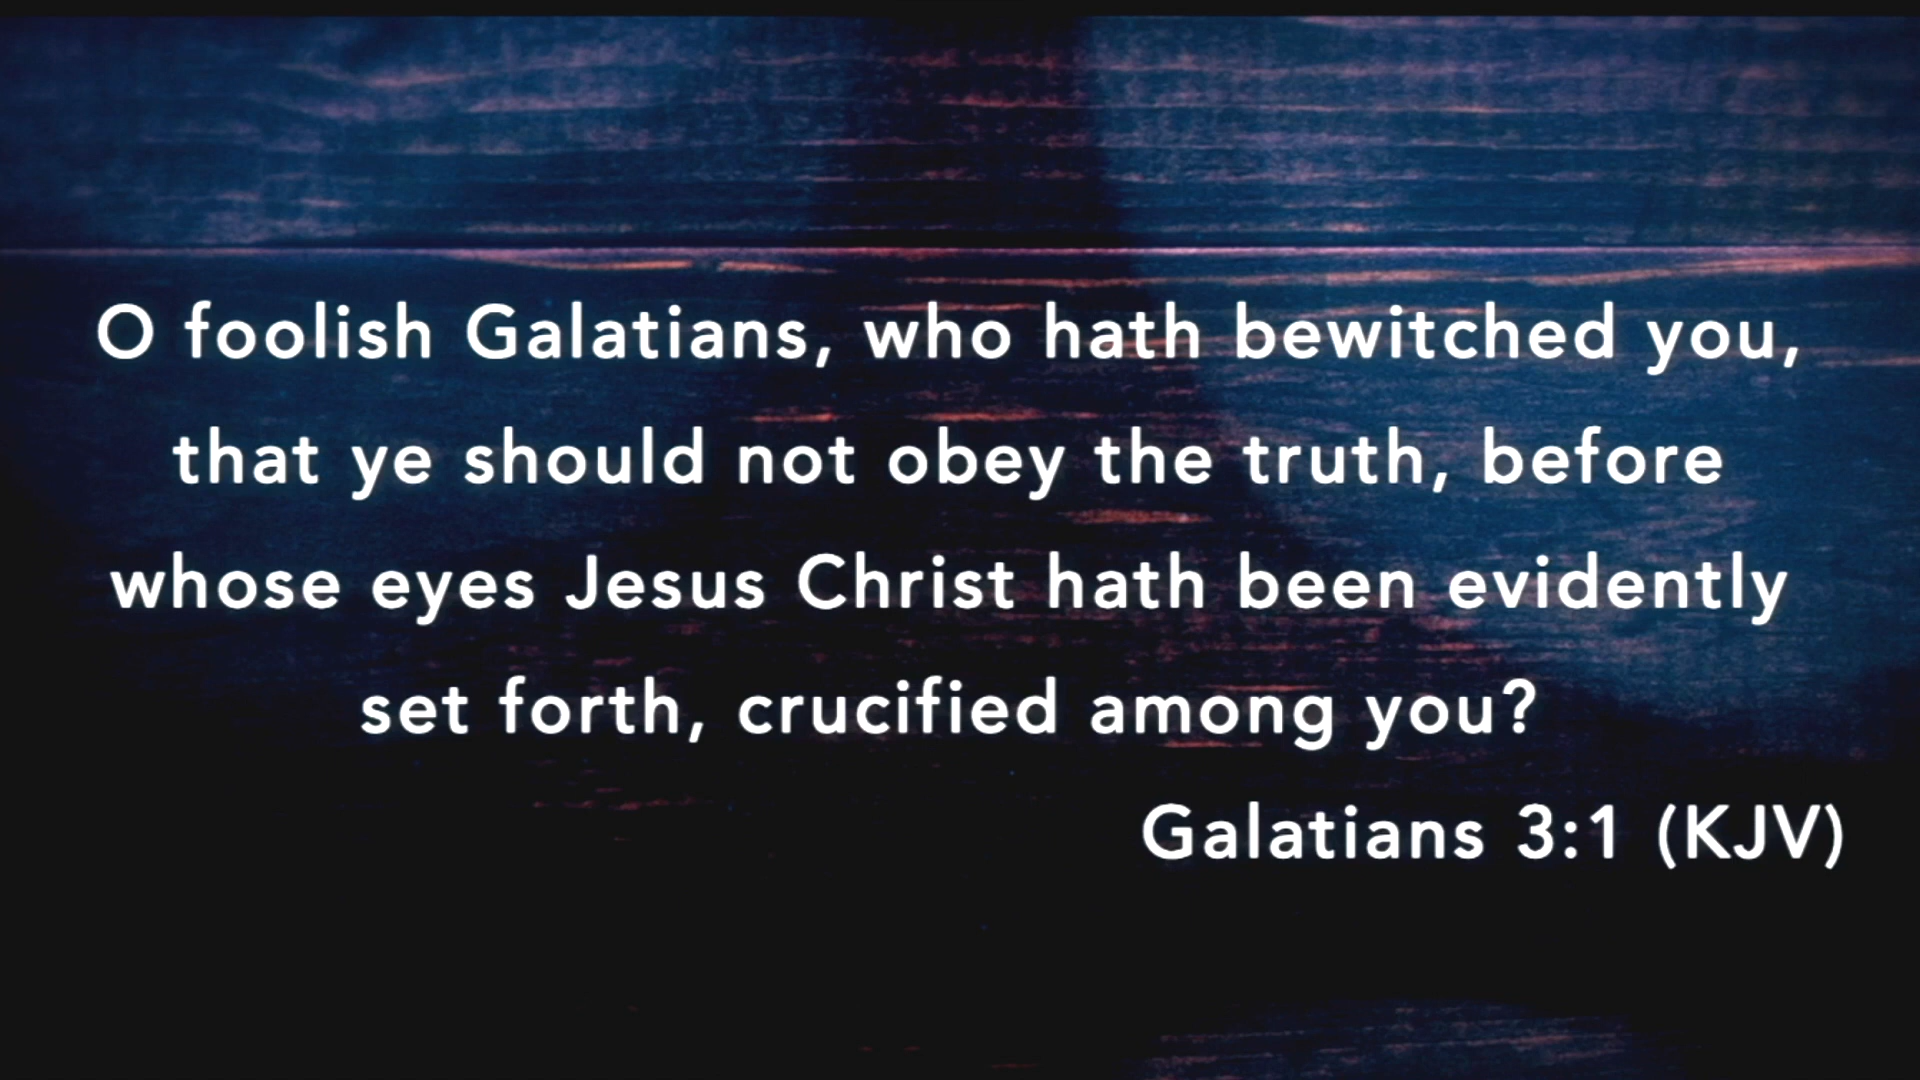 O foolish Galatians, who hath bewitched you,
that ye should not obey the truth, before
whose eyes Jesus Christ hath been evidently
set forth, crucified among you?
Galatians 3:1 (KJV)